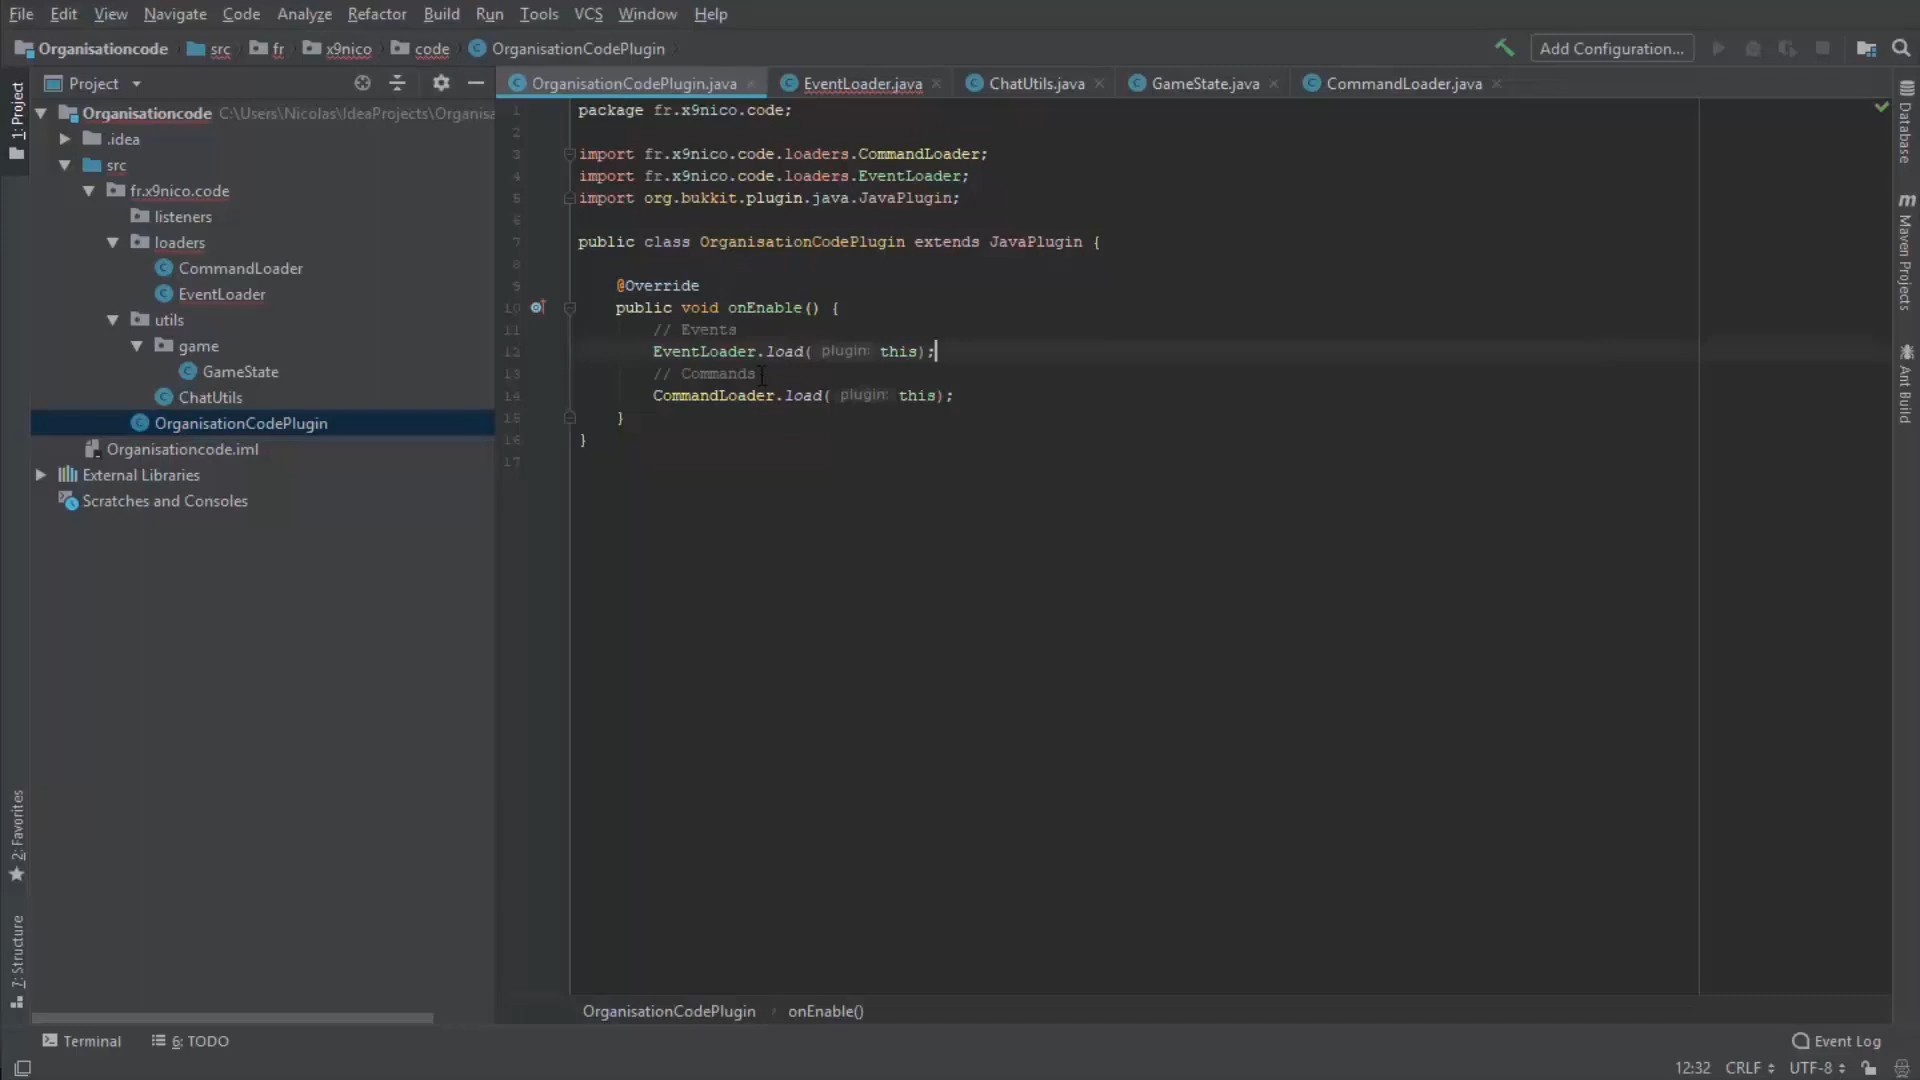 File Edit View Navigate Code Analyze Refactor Build Run Tools VCS Window Help
Organisationcode src fr x9nico code OrganisationCodePlugin Add Configuration...
Project
OrganisationCodePlugin.java EventLoader.java ChatUtils.java GameState.java CommandLoader.java
1: Project
2: Favorites
7: Structure
Organisationcode C:\Users\Nicolas\IdeaProjects\Organisa
.idea
src
fr.x9nico.code
listeners
loaders
CommandLoader
EventLoader
utils
game
GameState
ChatUtils
OrganisationCodePlugin
Organisationcode.iml
External Libraries
Scratches and Consoles
1 package fr.x9nico.code;
2
3 import fr.x9nico.code.loaders.CommandLoader;
4 import fr.x9nico.code.loaders.EventLoader;
5 import org.bukkit.plugin.java.JavaPlugin;
6
7 public class OrganisationCodePlugin extends JavaPlugin {
8
9 @Override
10 public void onEnable() {
11 // Events
12 EventLoader.load( plugin: this);
13 // Commands
14 CommandLoader.load( plugin: this);
15 }
16 }
17
Database
Maven Projects
Ant Build
OrganisationCodePlugin onEnable()
Terminal 6: TODO Event Log
12:32 CRLF UTF-8